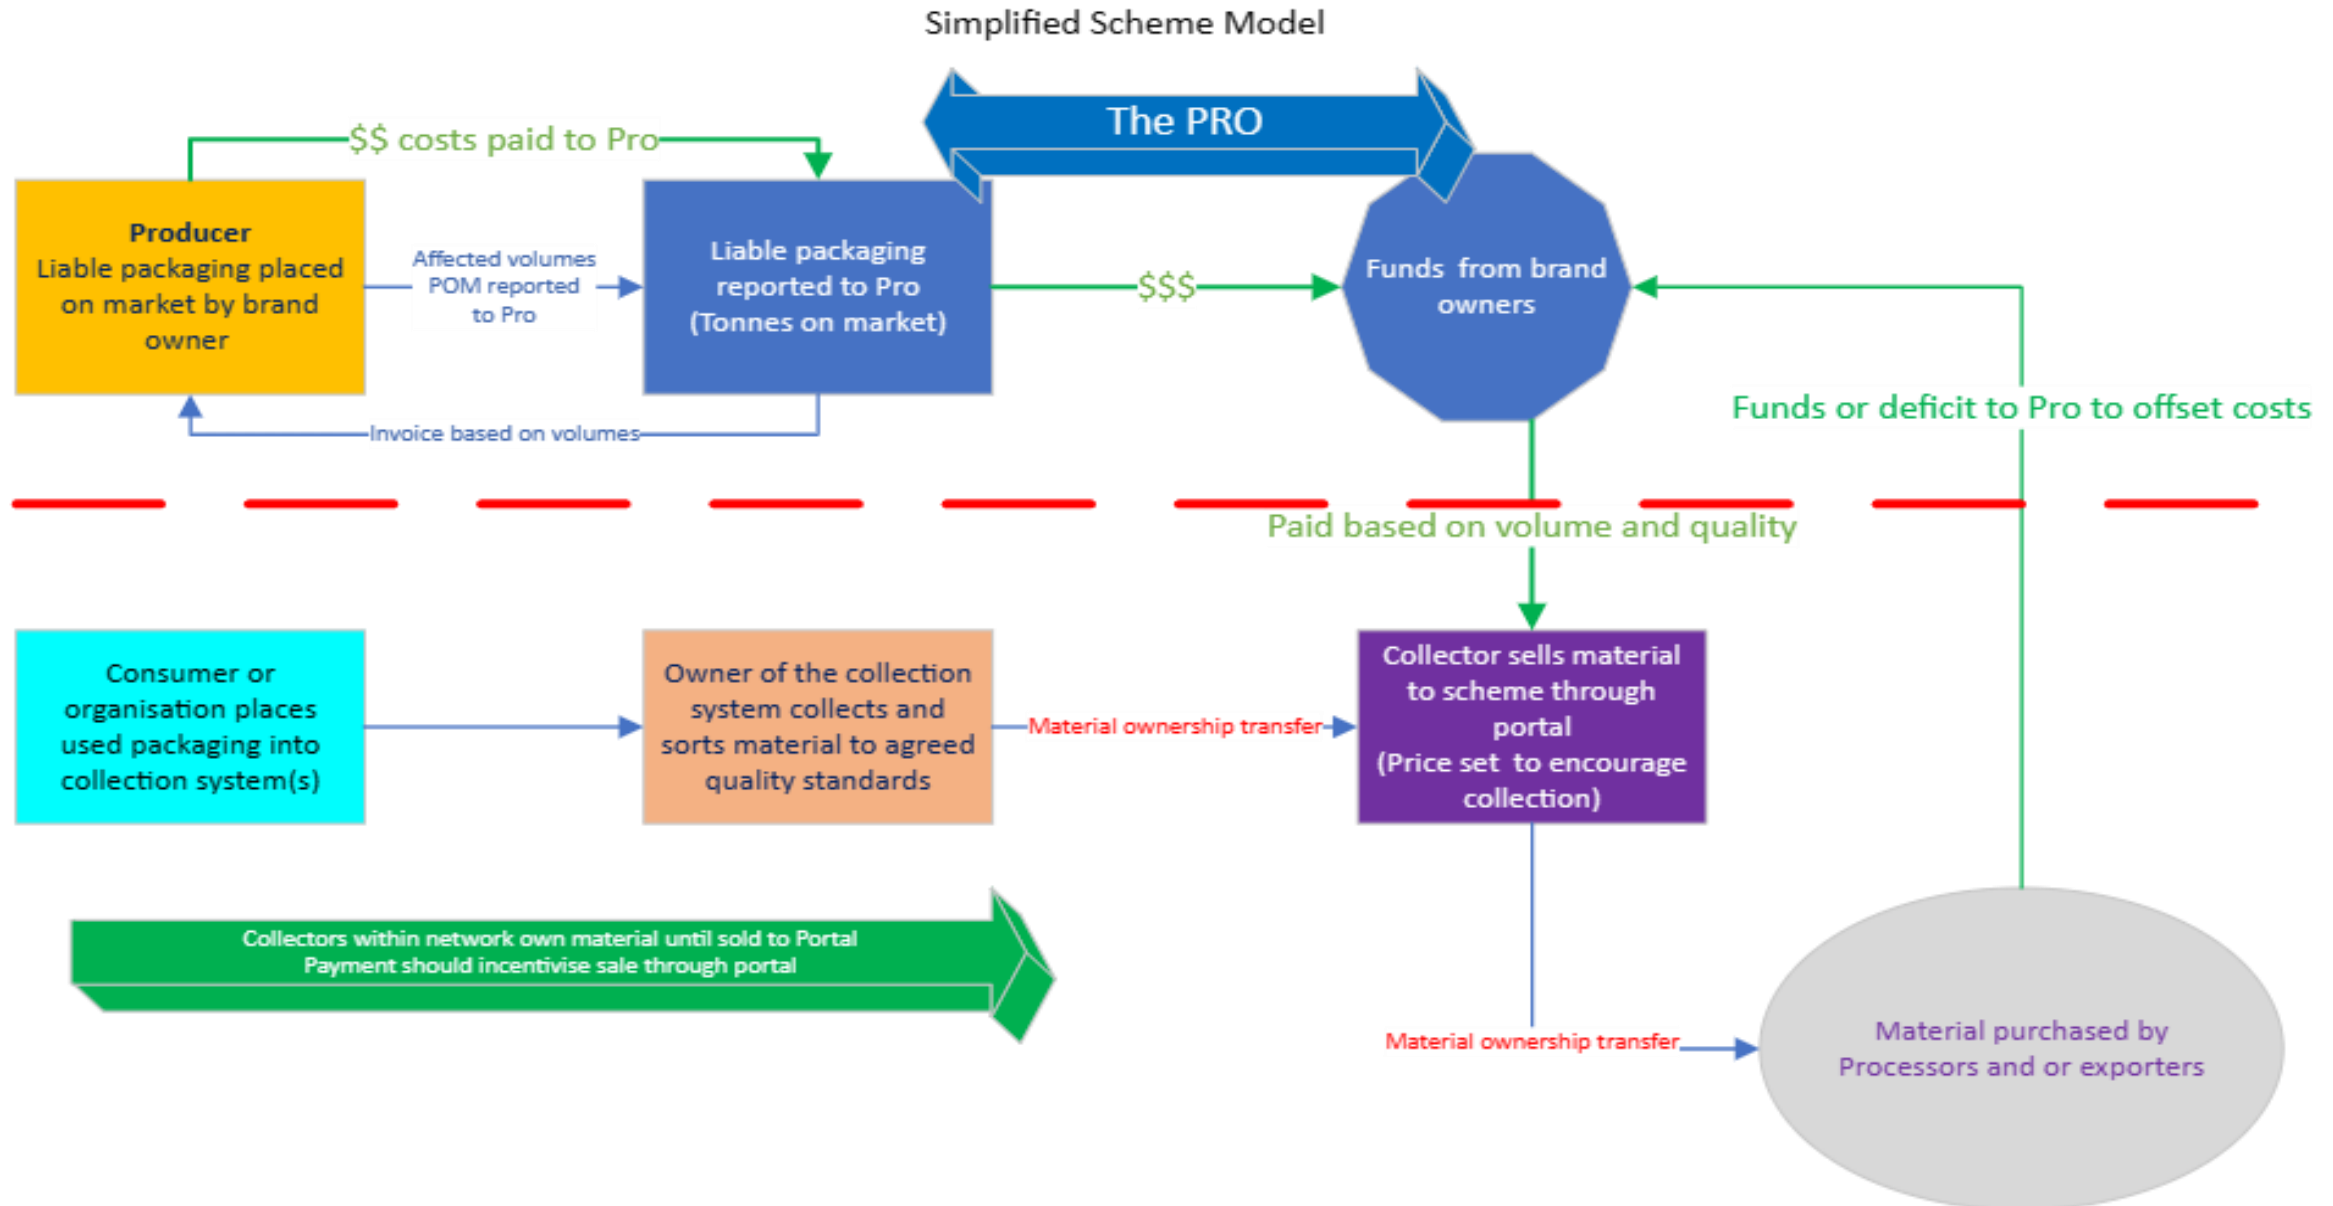 Simplified Scheme Model
The PRO
$$ costs paid to Pro
Producer
Liable packaging placed
on market by brand
owner
Affected volumes
POM reported
to Pro
Liable packaging
reported to Pro
(Tonnes on market)
$$$
Funds  from brand
owners
Invoice based on volumes
Funds or deficit to Pro to offset costs
Paid based on volume and quality
Consumer or
organisation places
used packaging into
collection system(s)
Owner of the collection
system collects and
sorts material to agreed
quality standards
Material ownership transfer
Collector sells material
to scheme through
portal
(Price set  to encourage
collection)
Collectors within network own material until sold to Portal
Payment should incentivise sale through portal
Material ownership transfer
Material purchased by
Processors and or exporters